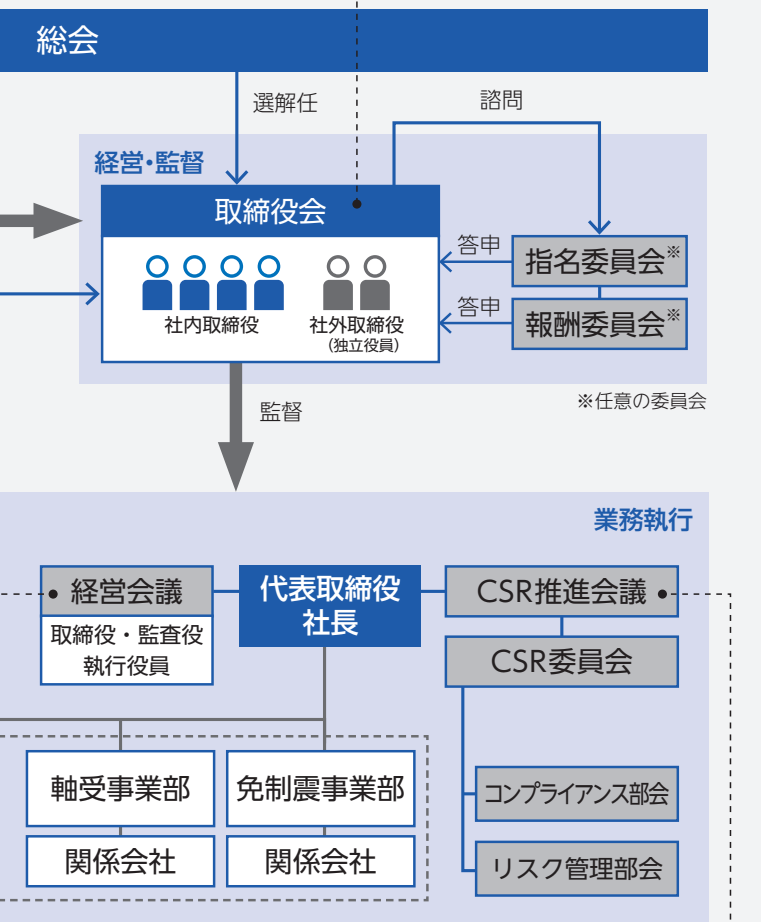 総会
選解任
諮問
経営・監督
取締役会
社内取締役
社外取締役
(独立役員)
答申
指名委員会※
答申
報酬委員会※
※任意の委員会
監督
業務執行
経営会議
取締役・監査役
執行役員
代表取締役
社長
CSR推進会議
CSR委員会
軸受事業部
免制震事業部
コンプライアンス部会
関係会社
関係会社
リスク管理部会